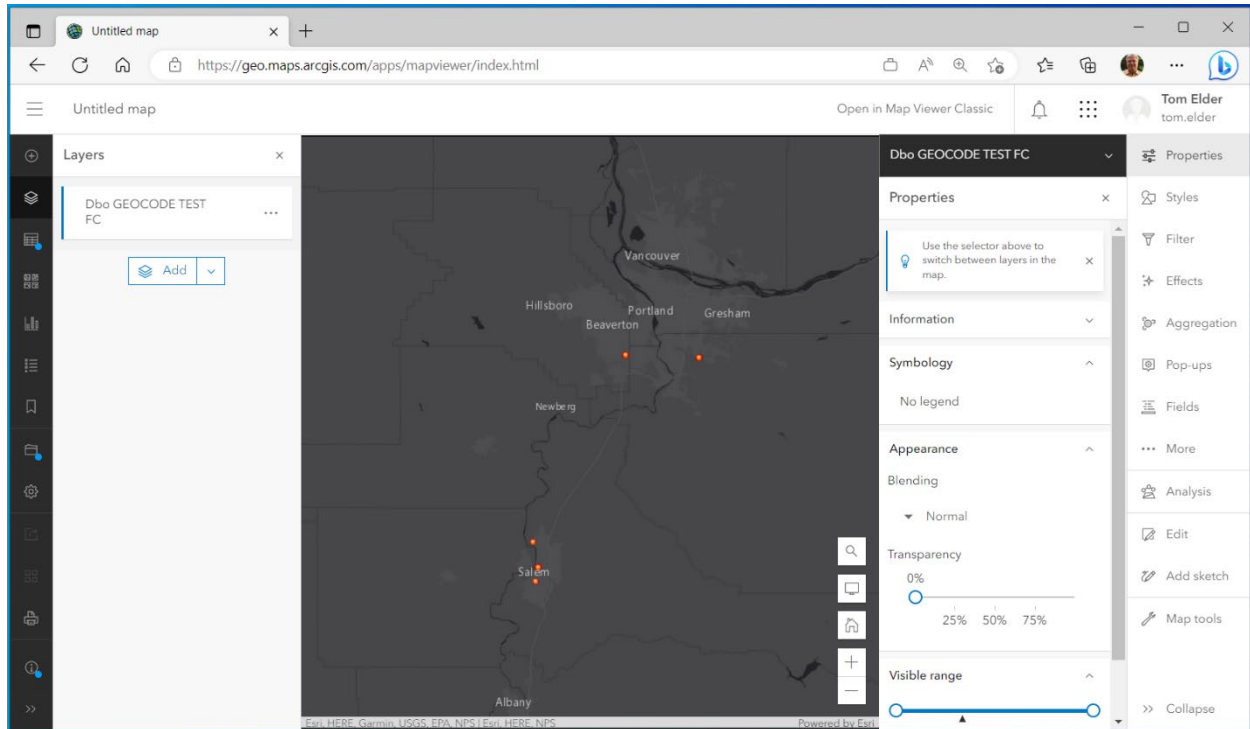 Untitled map
https://geo.maps.arcgis.com/apps/mapviewer/index.html
Untitled map
Open in Map Viewer Classic
Tom Elder
tom.elder
Layers
Dbo GEOCODE TEST
FC
Add
Vancouver
Hillsboro
Portland
Gresham
Beaverton
Newberg
Salem
Albany
Esri, HERE, Garmin, USGS, EPA, NPS | Esri, HERE, NPS
Powered by Esri
Dbo GEOCODE TEST FC
Properties
Use the selector above to
switch between layers in the
map.
Information
Symbology
No legend
Appearance
Blending
Normal
Transparency
0%
25% 50% 75%
Visible range
Properties
Styles
Filter
Effects
Aggregation
Pop-ups
Fields
More
Analysis
Edit
Add sketch
Map tools
Collapse